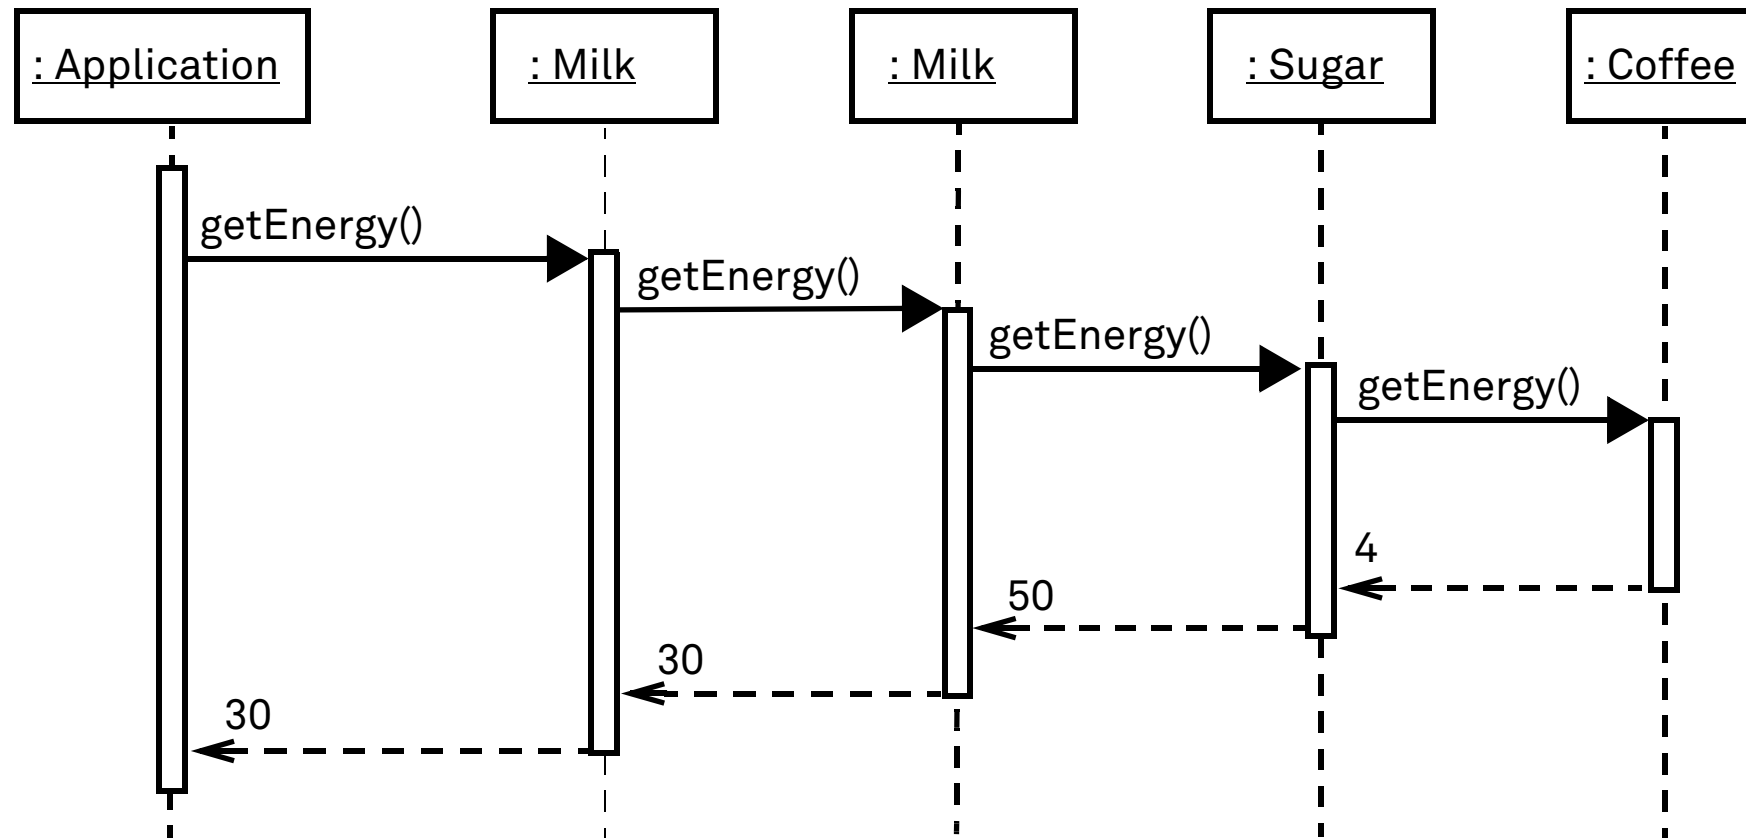 : Application
: Milk
: Milk
: Sugar
: Coffee
getEnergy()
getEnergy()
getEnergy()
getEnergy()
4
50
30
30